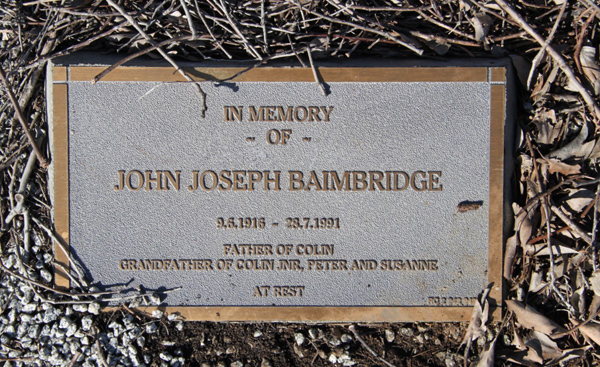 IN MEMORY
~ OF ~
JOHN JOSEPH BAIMBRIDGE
9.5.1916 - 28.7.1991
FATHER OF COLIN
GRANDFATHER OF COLIN JNR, PETER AND SUSANNE
AT REST